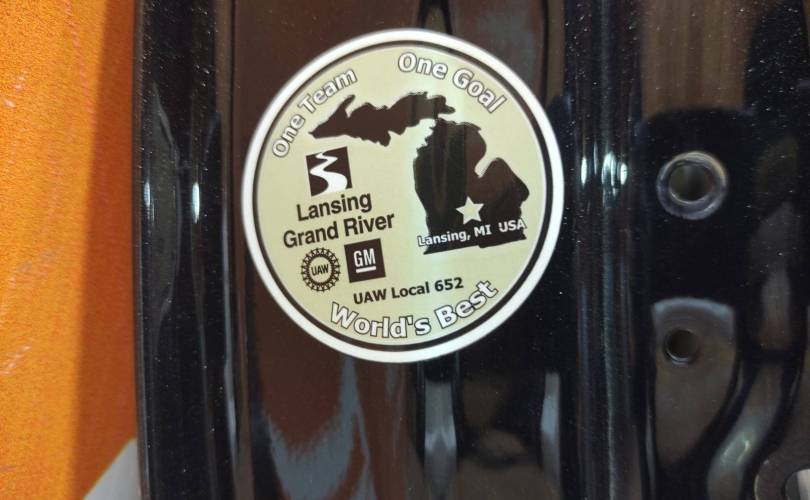 One Team One Goal
Lansing
Grand River
Lansing, MI USA
UAW
GM
UAW Local 652
World's Best